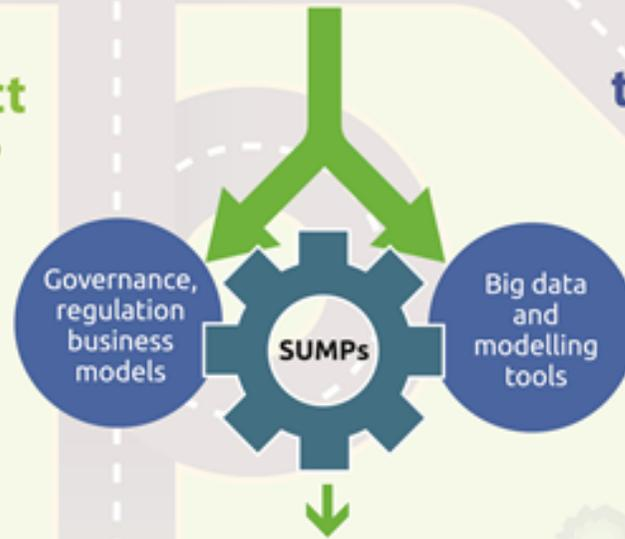 Governance,
regulation
business
models
SUMPs
Big data
and
modelling
tools